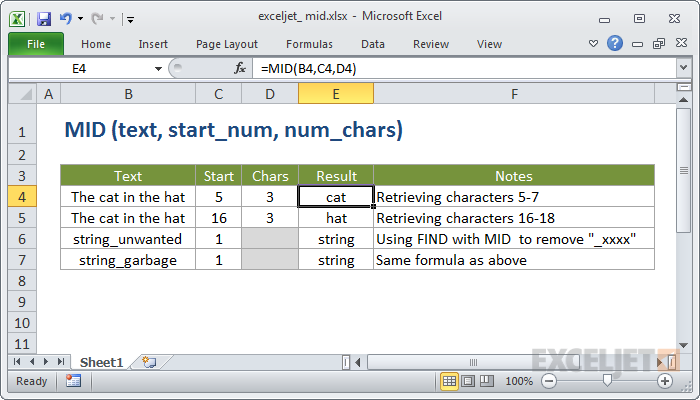 exceljet_ mid.xlsx - Microsoft Excel
File Home Insert Page Layout Formulas Data Review View
E4 fx =MID(B4,C4,D4)
A B C D E F
1 MID (text, start_num, num_chars)
2
3 Text Start Chars Result Notes
4 The cat in the hat 5 3 cat Retrieving characters 5-7
5 The cat in the hat 16 3 hat Retrieving characters 16-18
6 string_unwanted 1 string Using FIND with MID to remove "_xxxx"
7 string_garbage 1 string Same formula as above
8
9
10
11
Sheet1
EXCELJET
Ready 100%